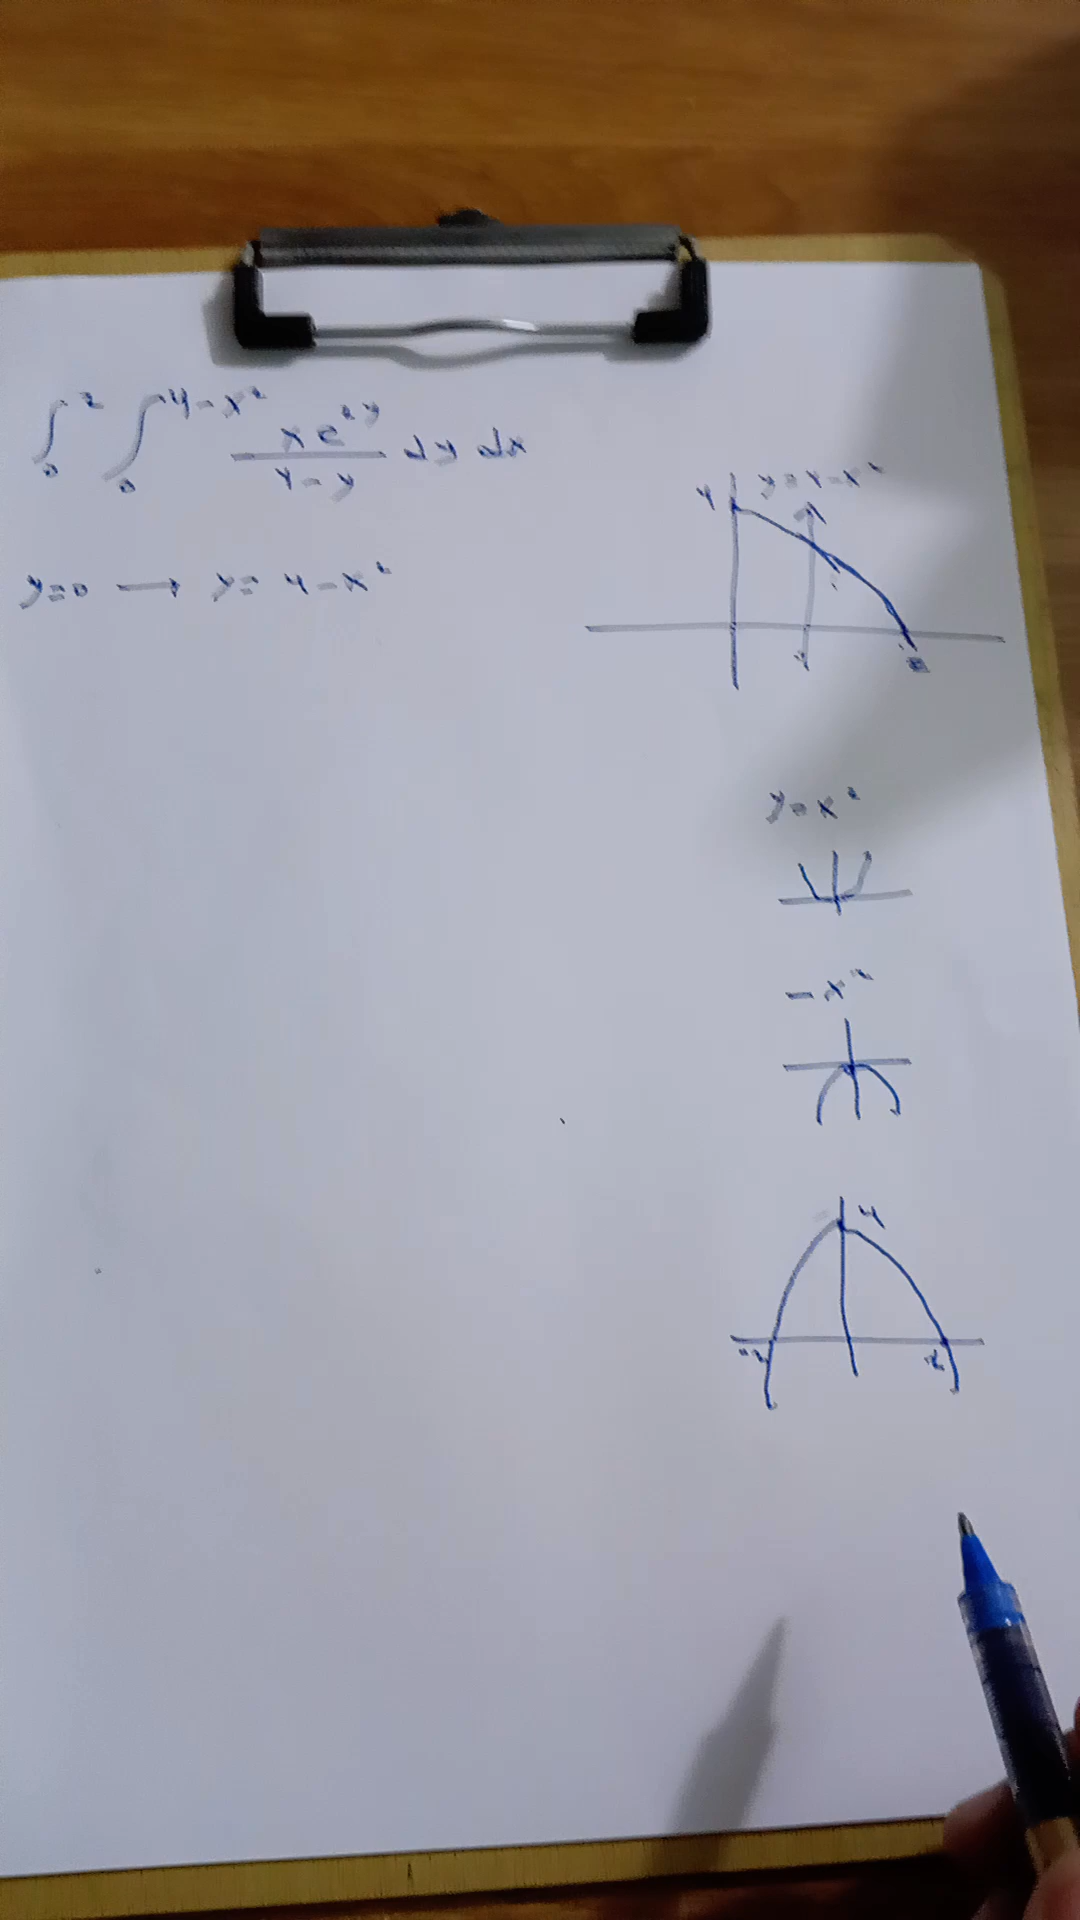 ∫₀² ∫₀^(4-x²) xe^(2y)/(4-y) dy dx
y=0 → y= 4-x²
4 y=4-x²
2
y=x²
-x²
4
-2 2